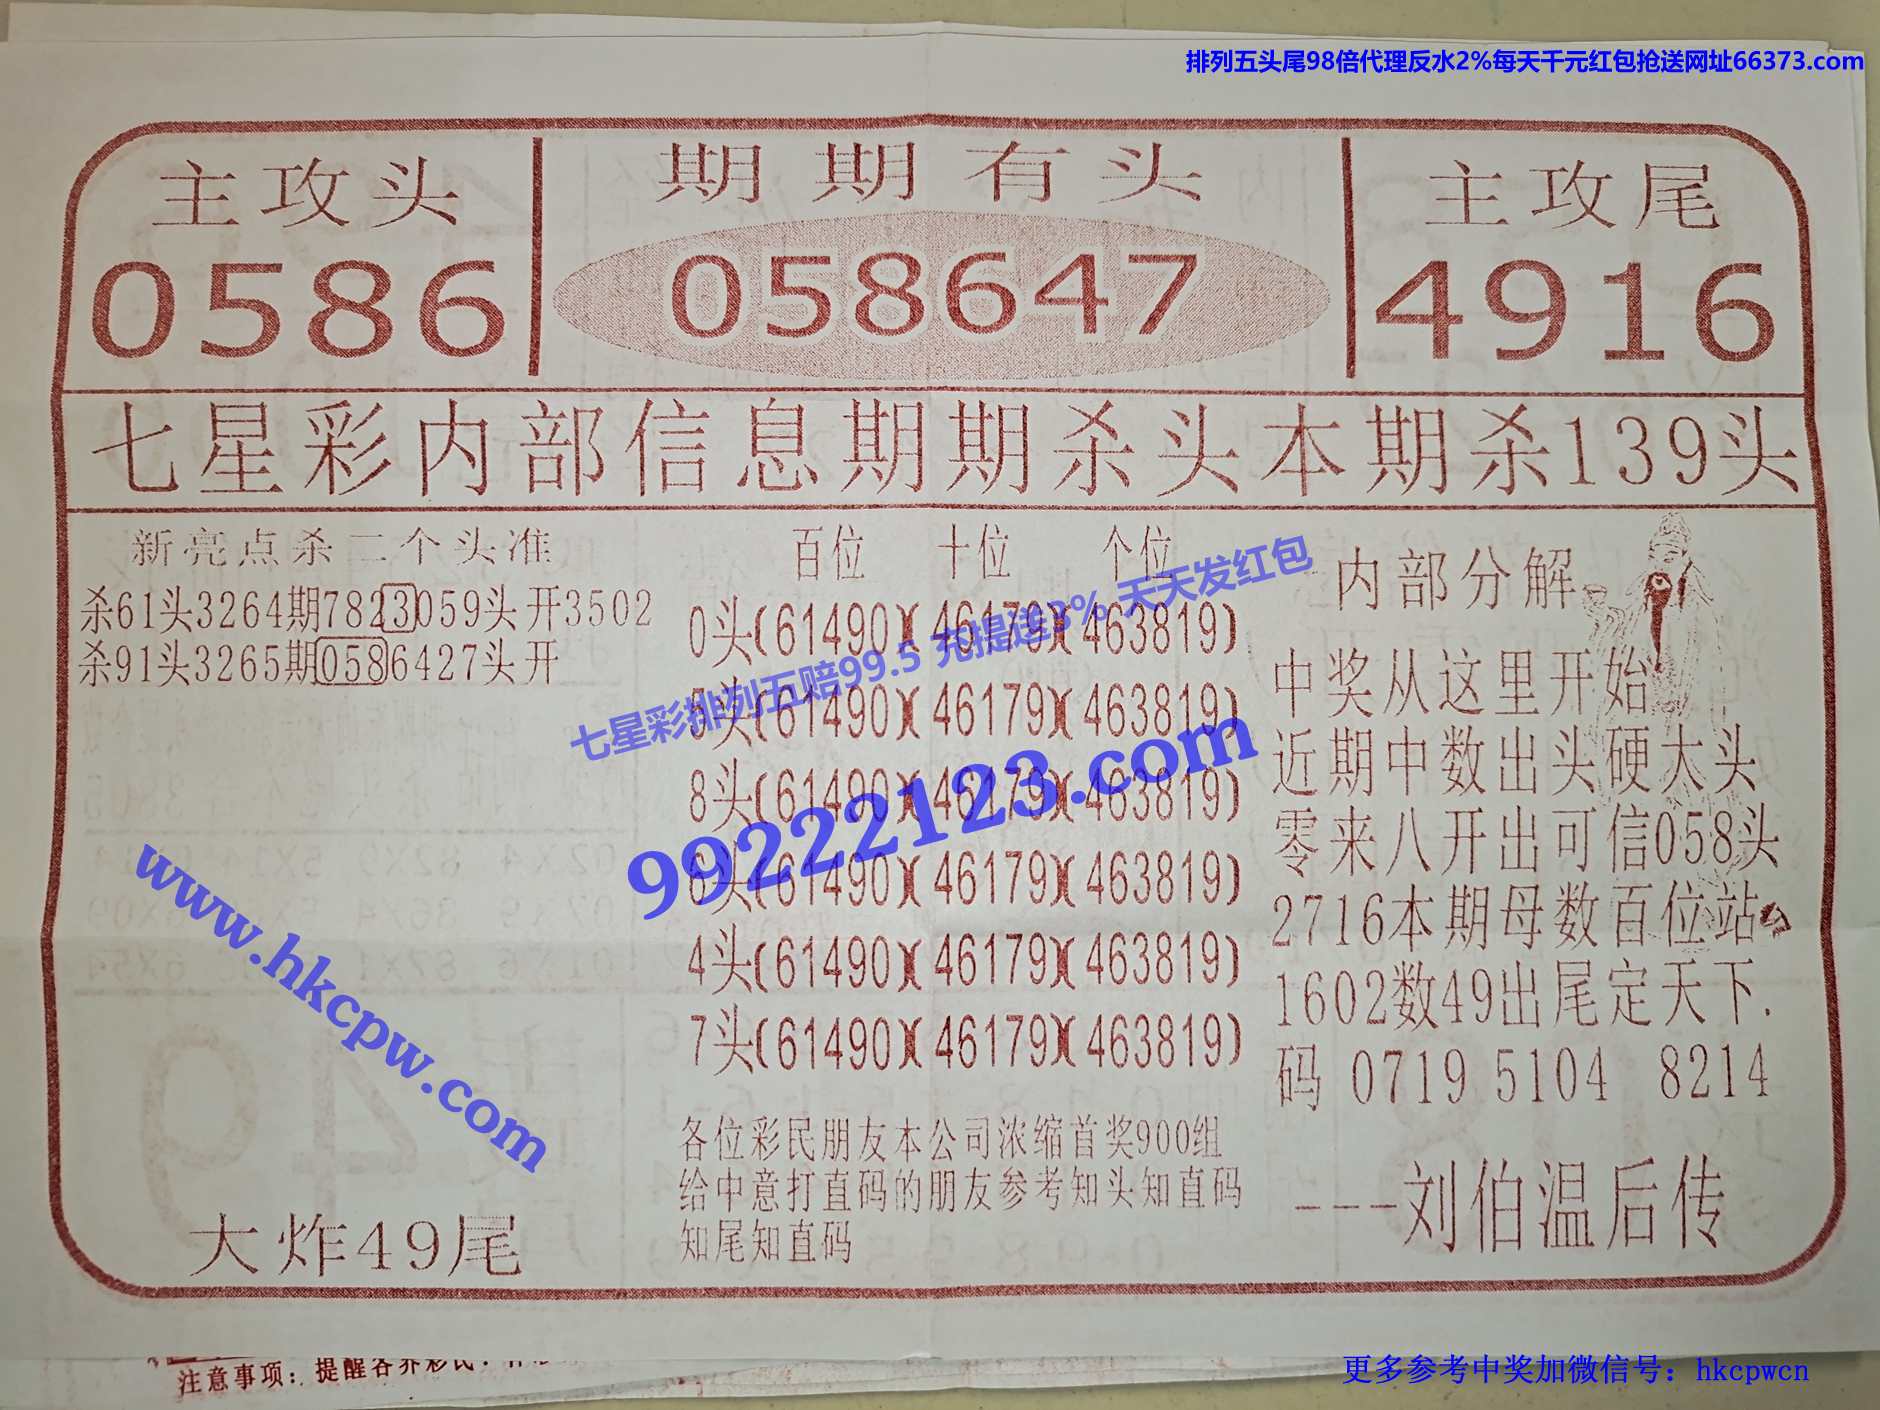 排列五头尾98倍代理反水2%每天千元红包抢送网址66373.com
主攻头
0586
期期有头
058647
主攻尾
4916
七星彩内部信息期期杀头本期杀139头
新亮点杀二个头准
杀61头3264期7823059头开3502
杀91头3265期0586427头开
百位 十位 个位
0头(61490)(46179)(463819)
5头(61490)(46179)(463819)
8头(61490)(46179)(463819)
6头(61490)(46179)(463819)
4头(61490)(46179)(463819)
7头(61490)(46179)(463819)
各位彩民朋友本公司浓缩首奖900组
给中意打直码的朋友参考知头知直码
知尾知直码
内部分解
中奖从这里开始
近期中数出头硬大头
零来八开出可信058头
2716本期母数百位站
1602数49出尾定天下.
码 0719 5104 8214
---刘伯温后传
大炸49尾
七星彩排列五赔99.5 充提送3% 天天发红包
99222123.com
www.hkcpw.com
注意事项：提醒各界彩民：
更多参考中奖加微信号：hkcpwcn